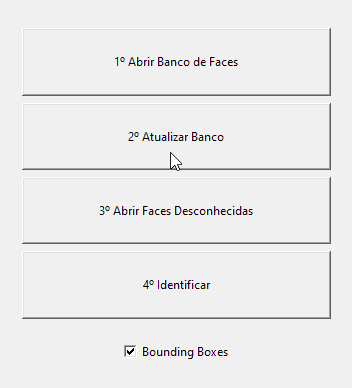 1º Abrir Banco de Faces
2º Atualizar Banco
3º Abrir Faces Desconhecidas
4º Identificar
Bounding Boxes